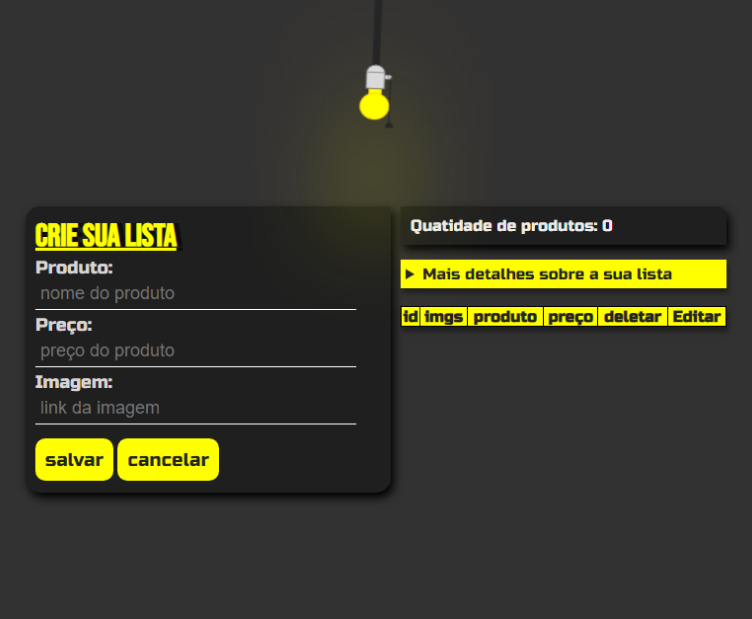 CRIE SUA LISTA
Produto:
nome do produto
Preço:
preço do produto
Imagem:
link da imagem
salvar cancelar
Quatidade de produtos: 0
Mais detalhes sobre a sua lista
id imgs produto preço deletar Editar